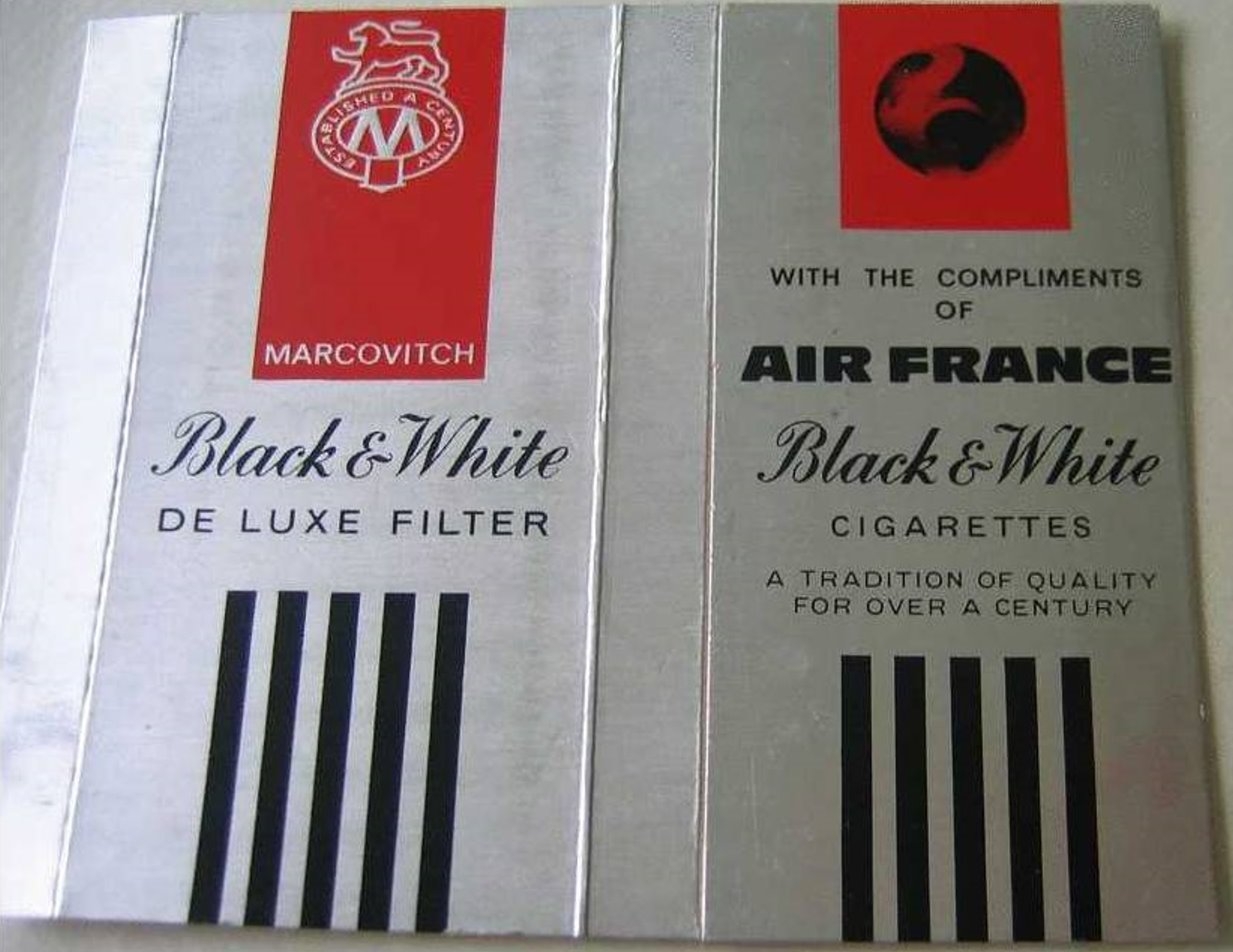 ESTABLISHED A CENTURY
M
MARCOVITCH
Black & White
DE LUXE FILTER
WITH THE COMPLIMENTS
OF
AIR FRANCE
Black & White
CIGARETTES
A TRADITION OF QUALITY
FOR OVER A CENTURY